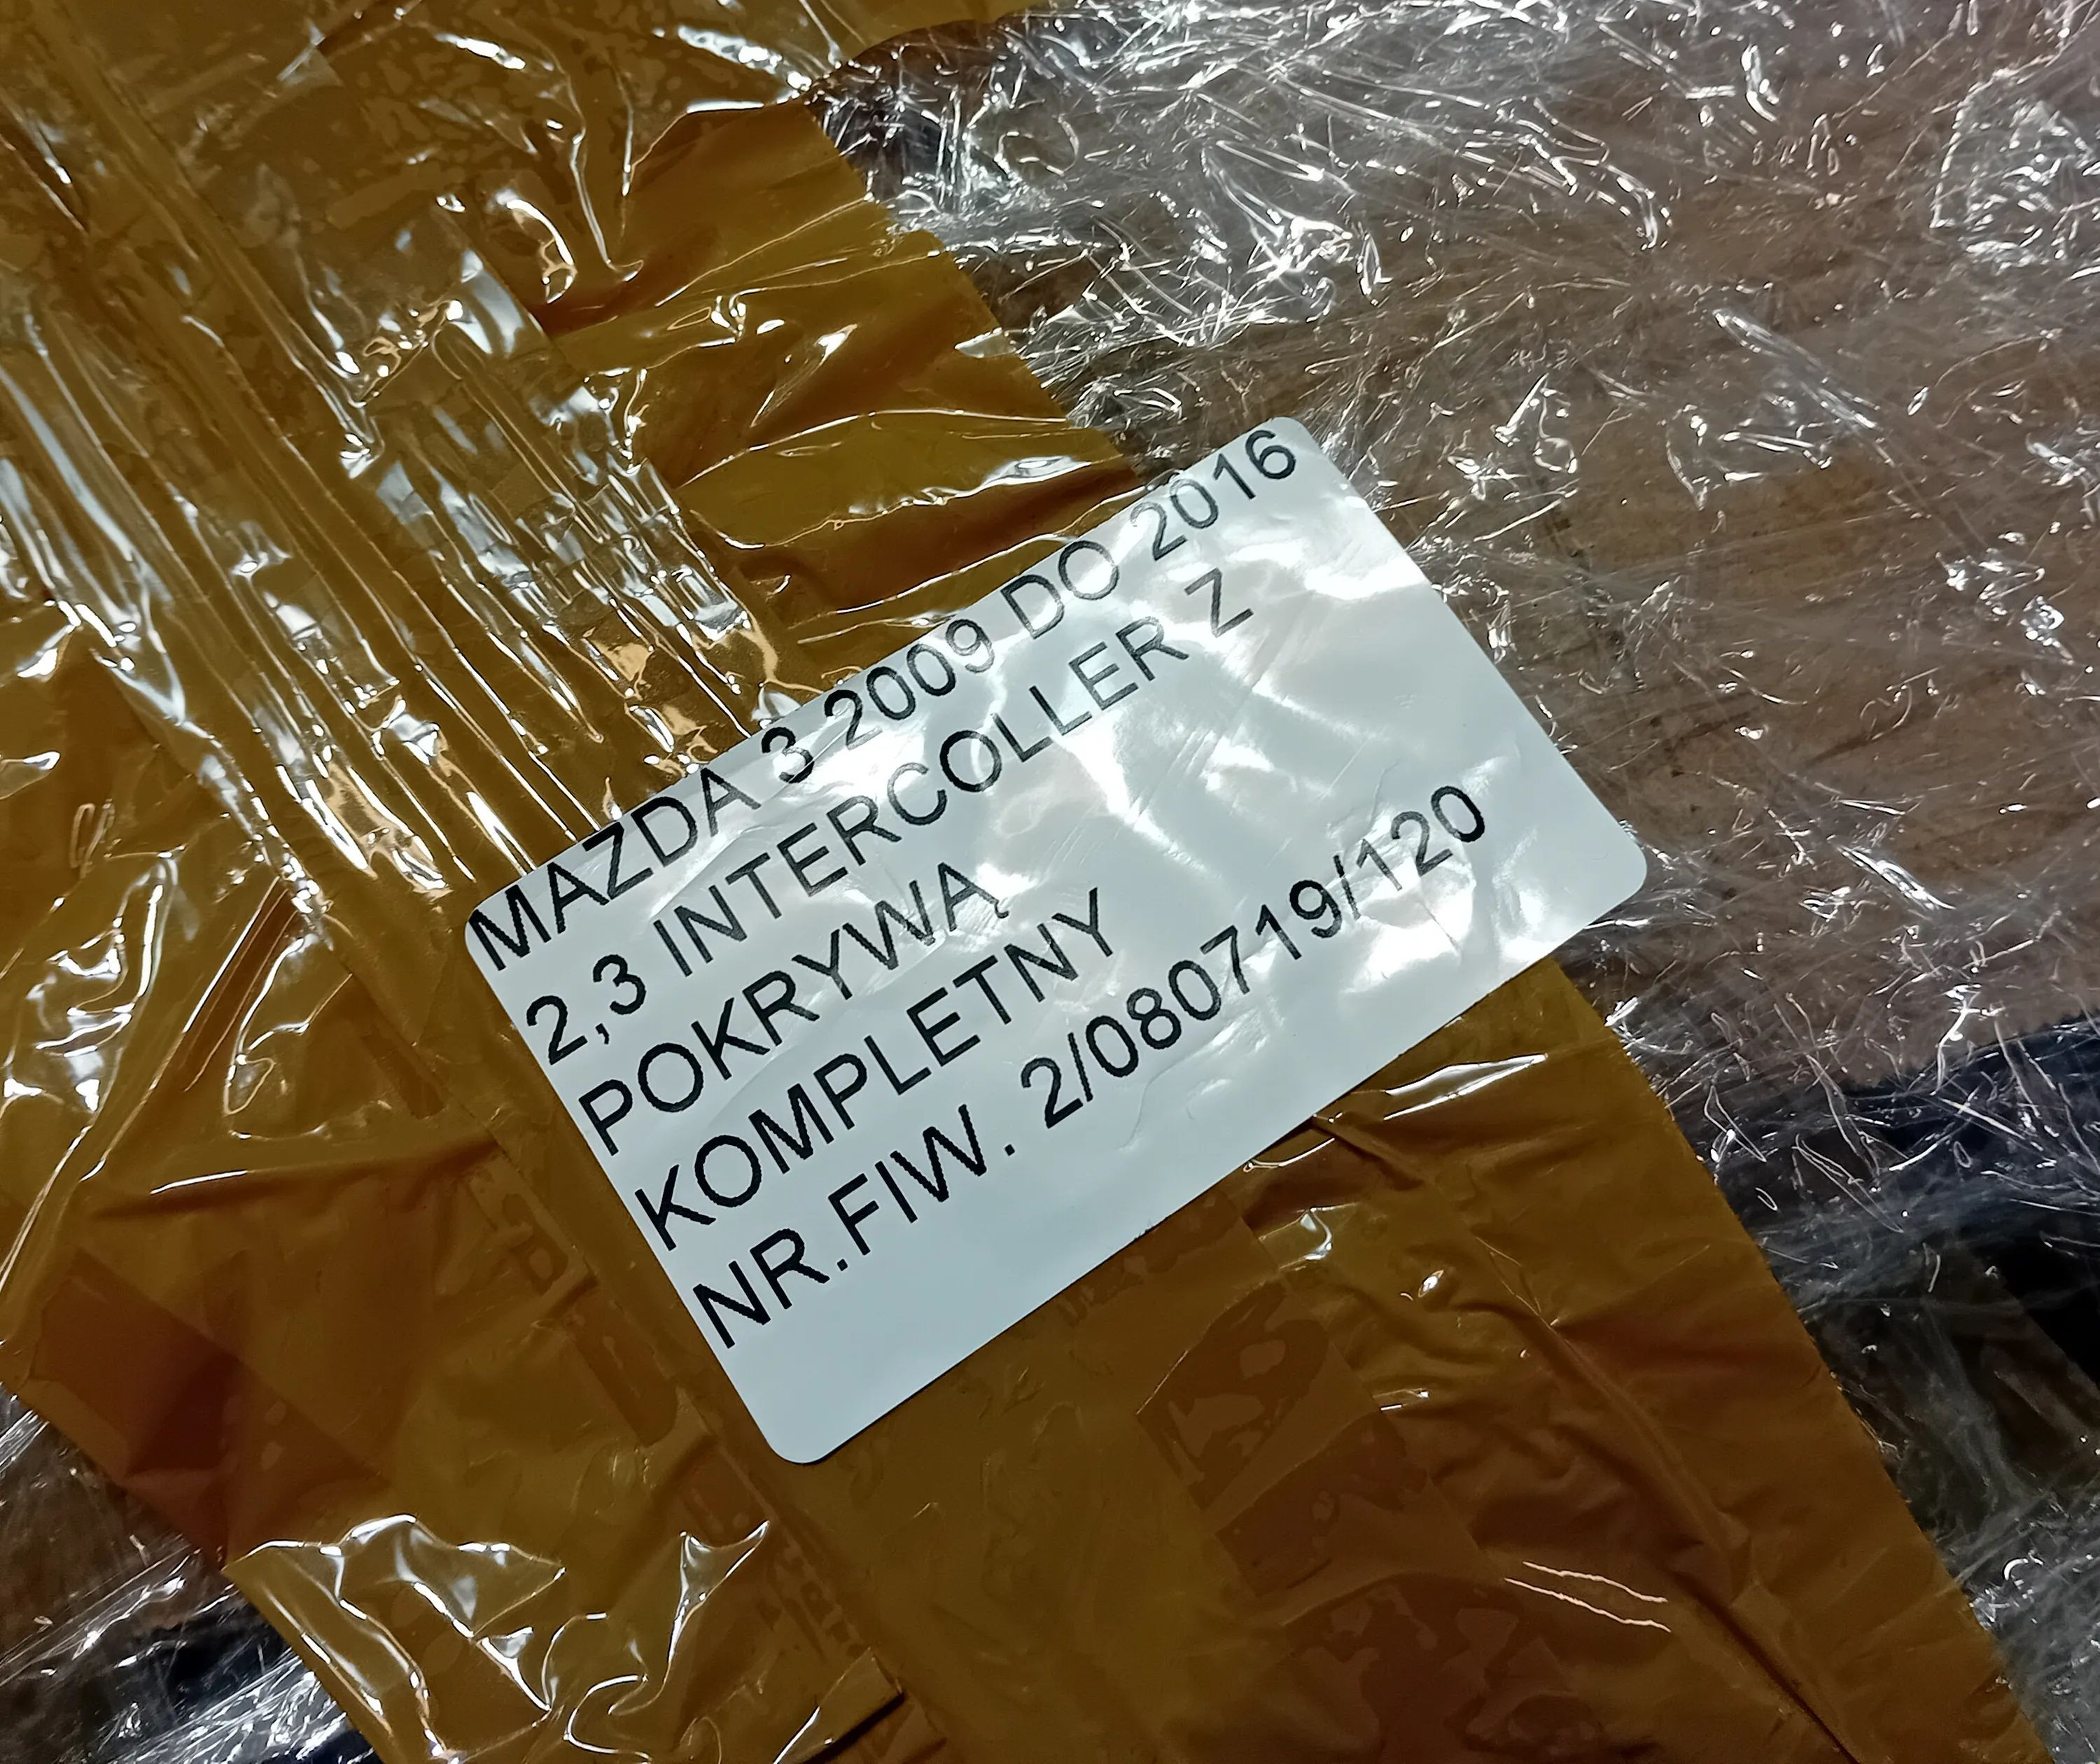 MAZDA 3 2009 DO 2016
2,3 INTERCOLLER Z
POKRYWĄ
KOMPLETNY
NR.FIW. 2/080719/120